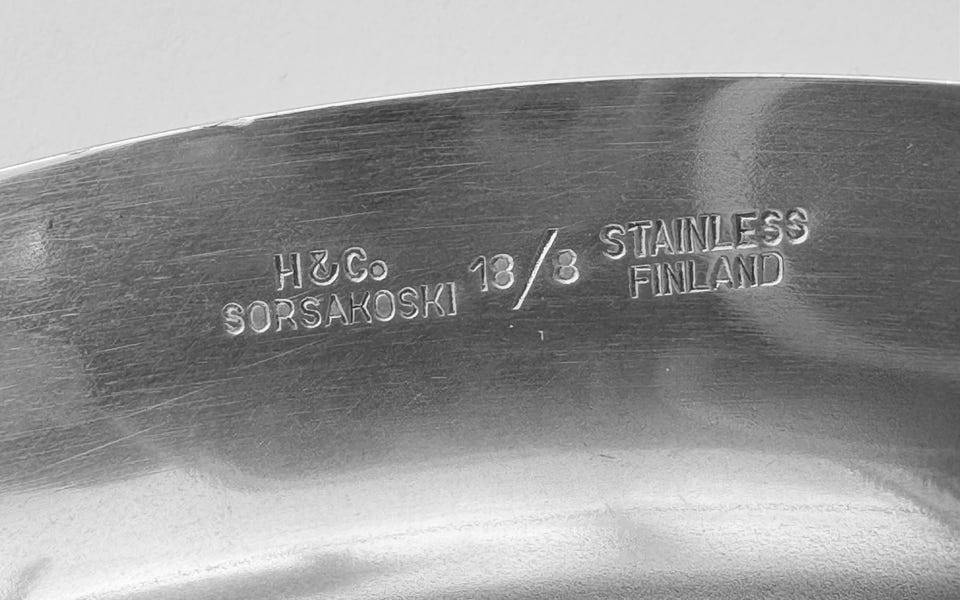 H&Co
SORSAKOSKI
18/8
STAINLESS
FINLAND